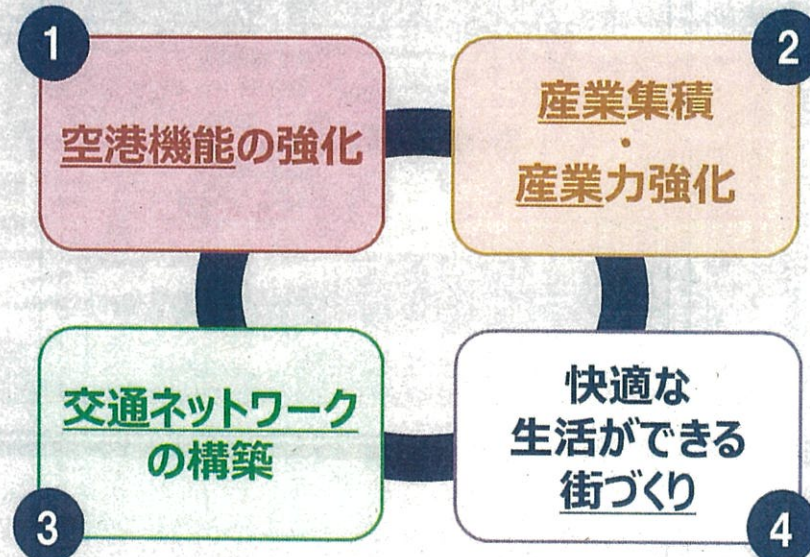 1
空港機能の強化
2
産業集積
・
産業力強化
3
交通ネットワーク
の構築
4
快適な
生活ができる
街づくり